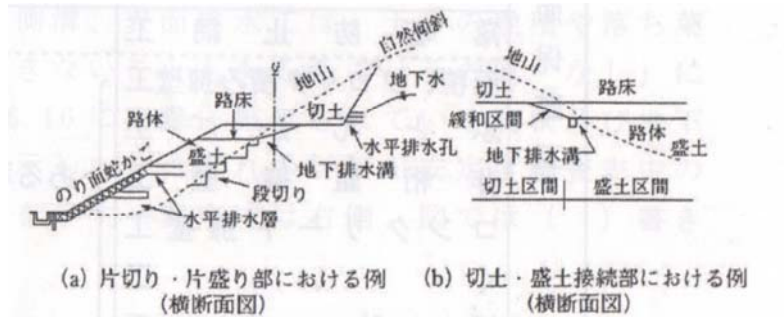 自然傾斜
地山
地下水
路床
切土
路体
盛土
水平排水孔
のり面蛇かご
地下排水溝
段切り
水平排水層
(a) 片切り・片盛り部における例
(横断面図)
地山
切土
路床
緩和区間
路体
盛土
地下排水溝
切土区間
盛土区間
(b) 切土・盛土接続部における例
(横断面図)